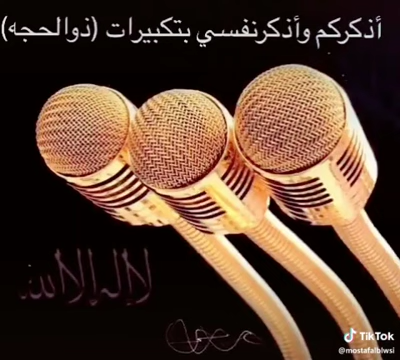 أذكركم وأذكرنفسي بتكبيرات (ذوالحجه)
لا إله إلا الله
TikTok
@mostafalblwsi